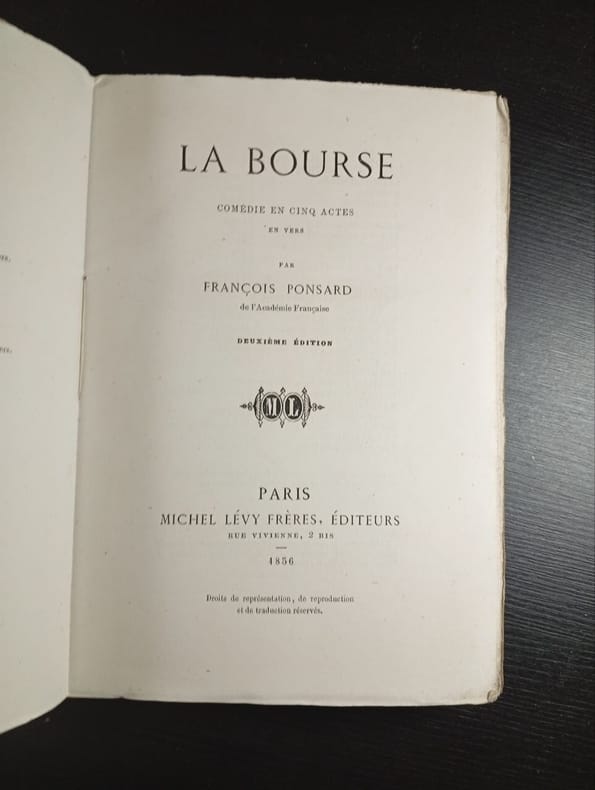 LA BOURSE
COMÉDIE EN CINQ ACTES
EN VERS
PAR
FRANÇOIS PONSARD
de l'Académie Française
DEUXIÈME ÉDITION
ML
PARIS
MICHEL LÉVY FRÈRES, ÉDITEURS
RUE VIVIENNE, 2 BIS
1856
Droits de représentation, de reproduction
et de traduction réservés.